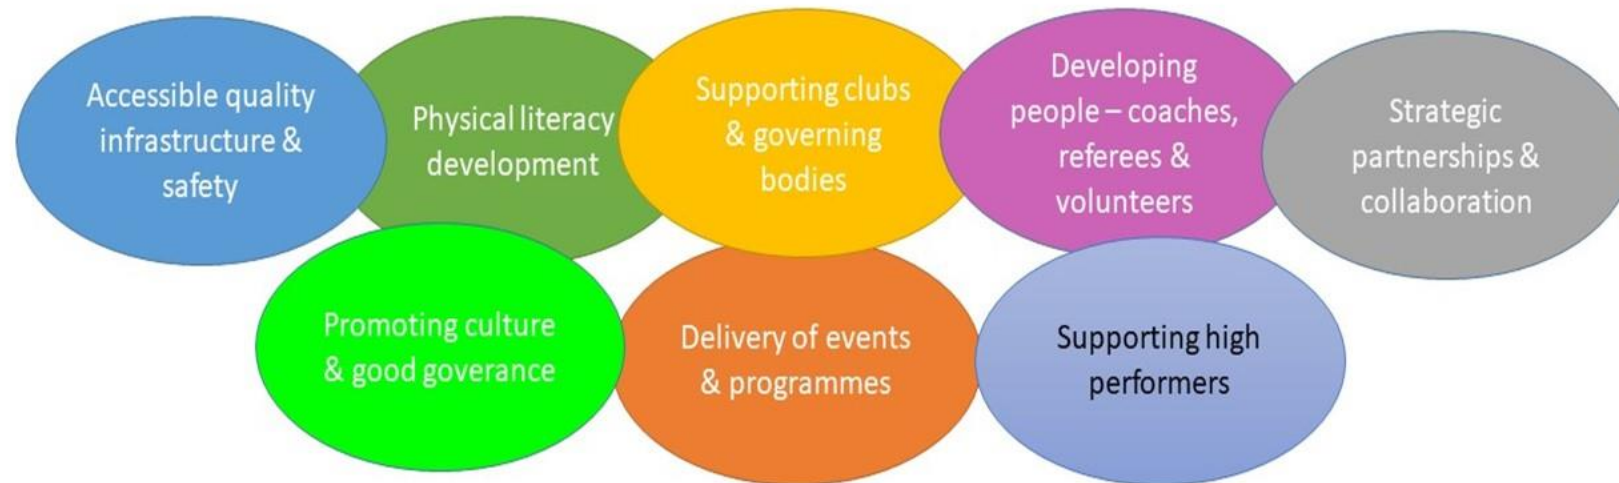 Accessible quality
infrastructure &
safety
Physical literacy
development
Supporting clubs
& governing
bodies
Developing
people – coaches,
referees &
volunteers
Strategic
partnerships &
collaboration
Promoting culture
& good goverance
Delivery of events
& programmes
Supporting high
performers